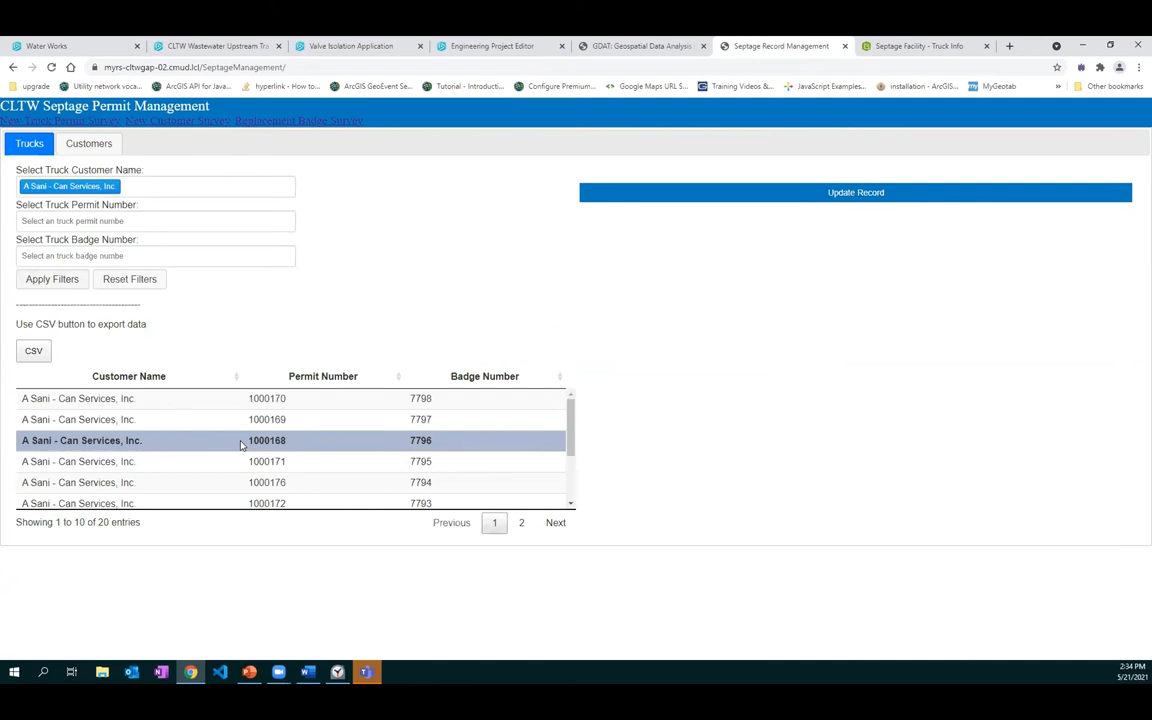 Water Works
CLTW Wastewater Upstream Tra
Valve Isolation Application
Engineering Project Editor
GDAT: Geospatial Data Analysis
Septage Record Management
Septage Facility - Truck Info
myrs-cltwgap-02.cmud.lcl/SeptageManagement/
upgrade
Utility network voca...
ArcGIS API for Java...
hyperlink - How to...
ArcGIS GeoEvent Se...
Tutorial - Introducti...
Configure Premium...
Google Maps URL S...
Training Videos &...
JavaScript Examples...
installation - ArcGIS...
MyGeotab
»
Other bookmarks
CLTW Septage Permit Management
New Truck Permit Survey New Customer Survey Replacement Badge Survey
Trucks
Customers
Select Truck Customer Name:
A Sani - Can Services, Inc.
Update Record
Select Truck Permit Number:
Select an truck permit numbe
Select Truck Badge Number:
Select an truck badge numbe
Apply Filters
Reset Filters
----------------------------------------
Use CSV button to export data
CSV
Customer Name Permit Number Badge Number
A Sani - Can Services, Inc. 1000170 7798
A Sani - Can Services, Inc. 1000169 7797
A Sani - Can Services, Inc. 1000168 7796
A Sani - Can Services, Inc. 1000171 7795
A Sani - Can Services, Inc. 1000176 7794
A Sani - Can Services, Inc. 1000172 7793
Showing 1 to 10 of 20 entries
Previous 1 2 Next
2:34 PM
5/21/2021